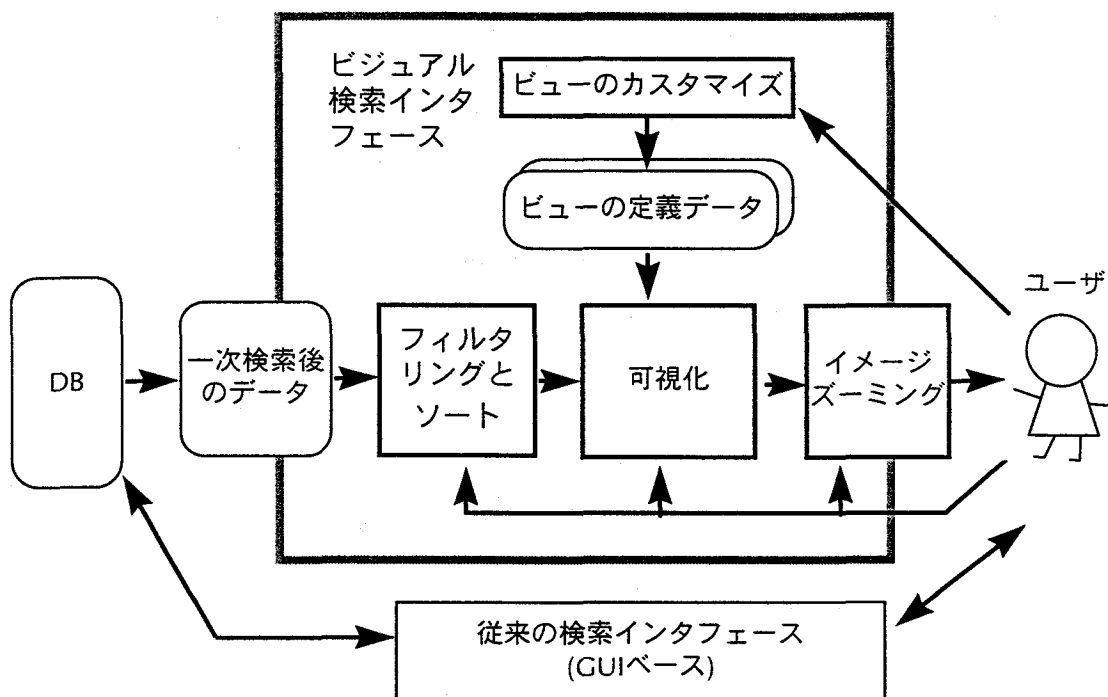 ビジュアル
検索インタ
フェース
ビューのカスタマイズ
ビューの定義データ
ユーザ
DB
一次検索後
のデータ
フィルタ
リングと
ソート
可視化
イメージ
ズーミング
従来の検索インタフェース
(GUIベース)